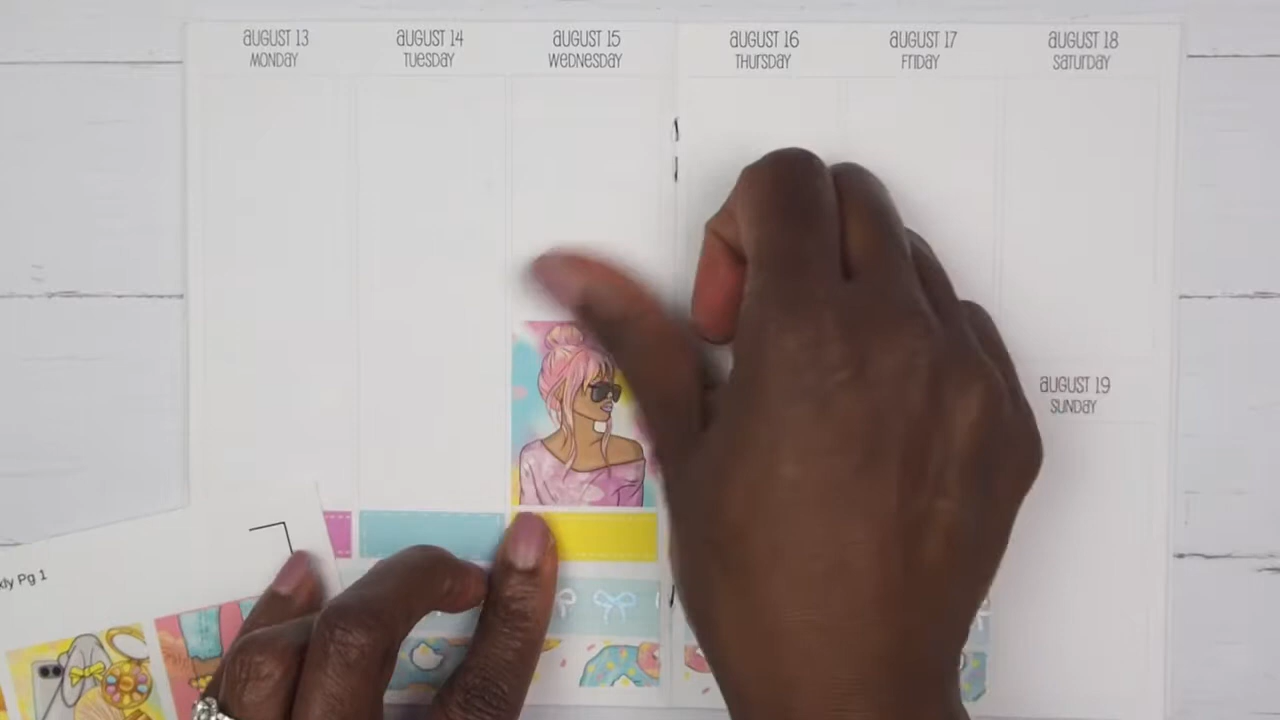 AUGUST 13
MONDAY
AUGUST 14
TUESDAY
AUGUST 15
WEDNESDAY
AUGUST 16
THURSDAY
AUGUST 17
FRIDAY
AUGUST 18
SATURDAY
AUGUST 19
SUNDAY
Pg 1